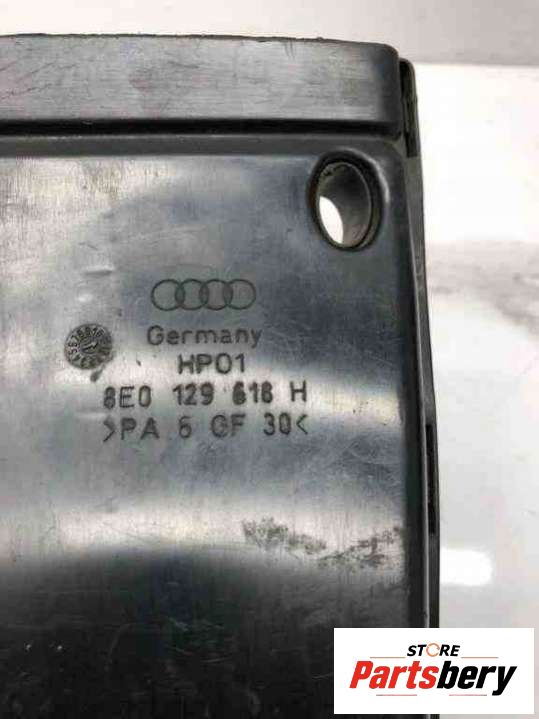 Germany
HP01
8E0 129 618 H
>PA 6 GF 30<
STORE
Partsbery